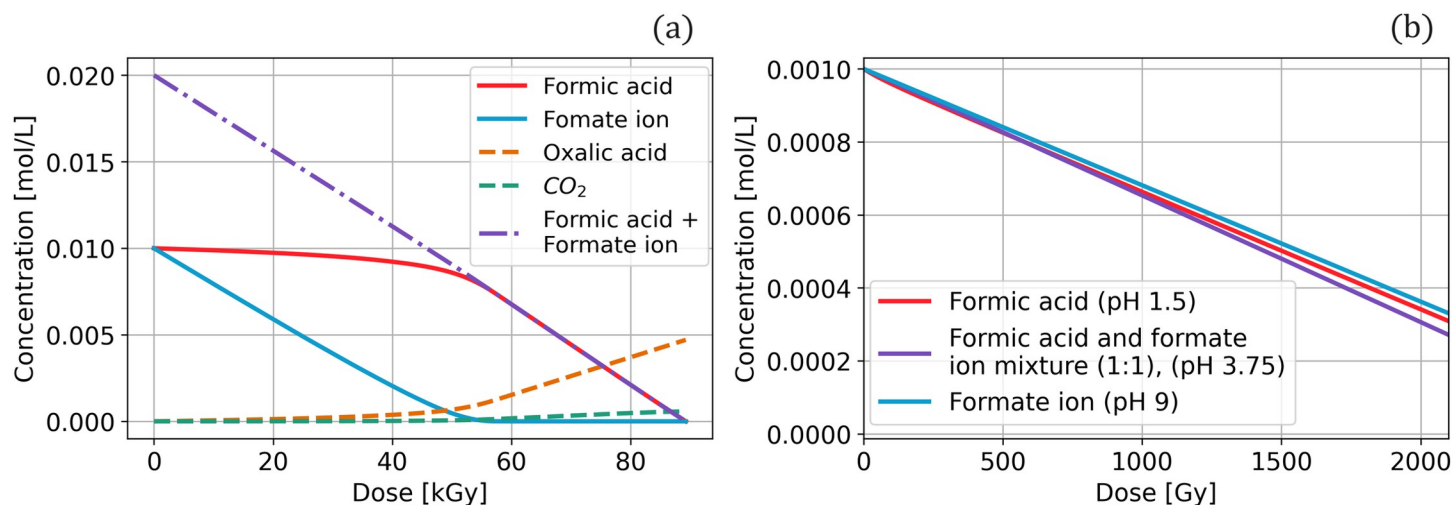 (a)
Concentration [mol/L]
0.020
0.015
0.010
0.005
0.000
0
20
40
60
80
Dose [kGy]
Formic acid
Fomate ion
Oxalic acid
CO₂
Formic acid +
Formate ion
(b)
Concentration [mol/L]
0.0010
0.0008
0.0006
0.0004
0.0002
0.0000
0
500
1000
1500
2000
Dose [Gy]
Formic acid (pH 1.5)
Formic acid and formate
ion mixture (1:1), (pH 3.75)
Formate ion (pH 9)